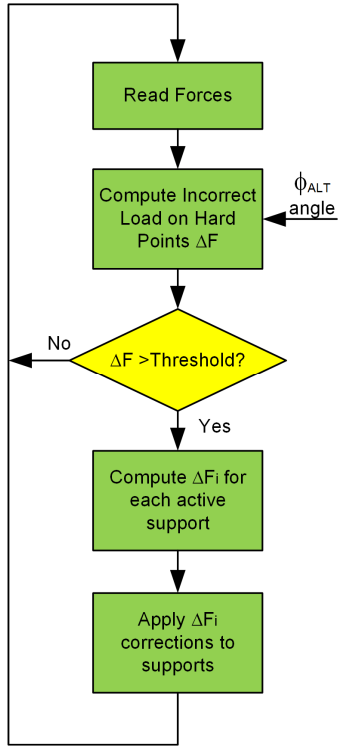 Read Forces
Compute Incorrect
Load on Hard
Points ΔF
ϕALT
angle
ΔF >Threshold?
No
Yes
Compute ΔFi for
each active
support
Apply ΔFi
corrections to
supports